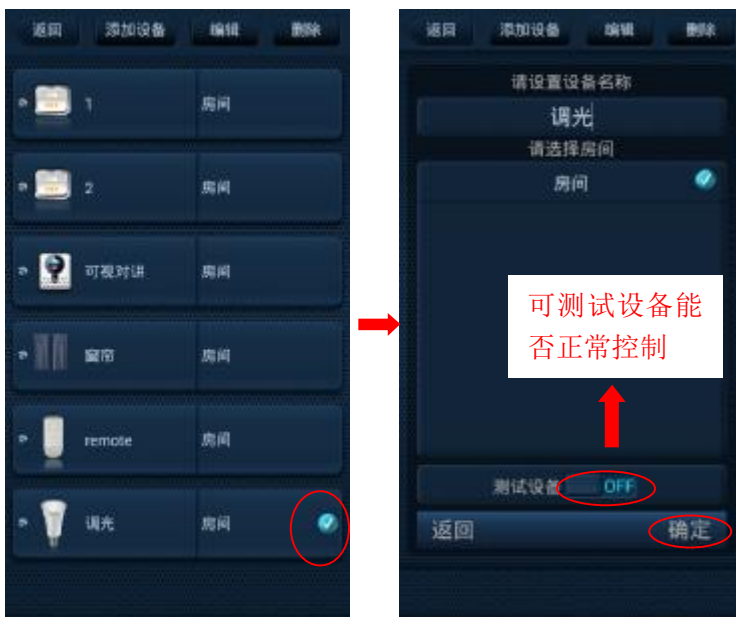 返回 添加设备 编辑 删除
1 房间
2 房间
可视对讲 房间
窗帘 房间
remote 房间
调光 房间
返回 添加设备 编辑 删除
请设置设备名称
调光
请选择房间
房间
可测试设备能
否正常控制
测试设备 OFF
返回 确定